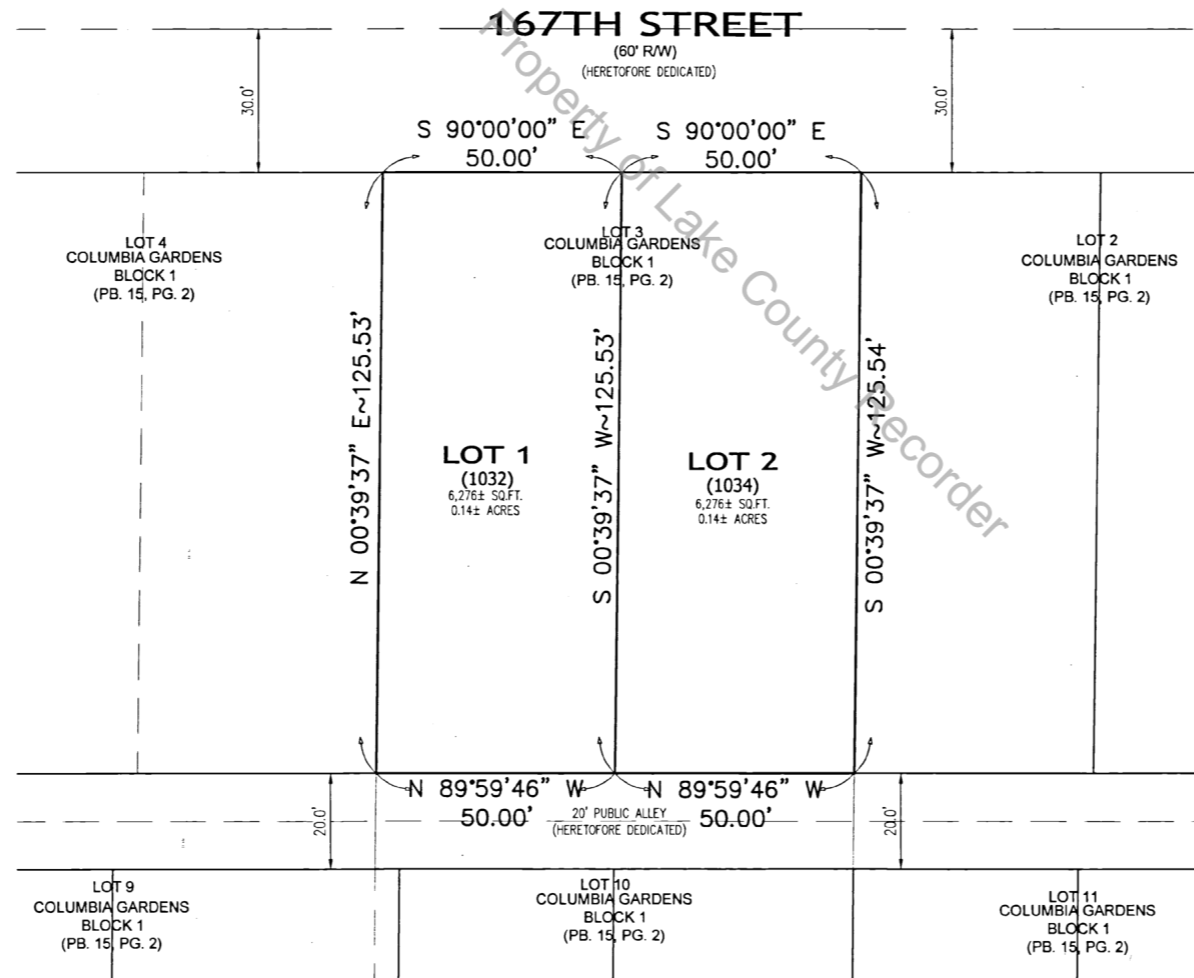 167TH STREET
(60' R/W)
(HERETOFORE DEDICATED)
30.0'
30.0'
S 90°00'00" E
50.00'
S 90°00'00" E
50.00'
Property of Lake County Recorder
LOT 4
COLUMBIA GARDENS
BLOCK 1
(PB. 15, PG. 2)
LOT 3
COLUMBIA GARDENS
BLOCK 1
(PB. 15, PG. 2)
LOT 2
COLUMBIA GARDENS
BLOCK 1
(PB. 15, PG. 2)
N 00°39'37" E~125.53'
S 00°39'37" W~125.53'
S 00°39'37" W~125.54'
LOT 1
(1032)
6,276± SQ.FT.
0.14± ACRES
LOT 2
(1034)
6,276± SQ.FT.
0.14± ACRES
N 89°59'46" W
50.00'
N 89°59'46" W
50.00'
20' PUBLIC ALLEY
(HERETOFORE DEDICATED)
20.0'
20.0'
LOT 9
COLUMBIA GARDENS
BLOCK 1
(PB. 15, PG. 2)
LOT 10
COLUMBIA GARDENS
BLOCK 1
(PB. 15, PG. 2)
LOT 11
COLUMBIA GARDENS
BLOCK 1
(PB. 15, PG. 2)